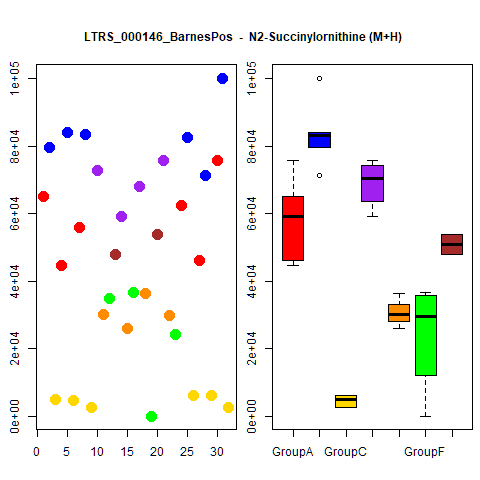 LTRS_000146_BarnesPos - N2-Succinylornithine (M+H)
0e+00 2e+04 4e+04 6e+04 8e+04 1e+05
0 5 10 15 20 25 30
0e+00 2e+04 4e+04 6e+04 8e+04 1e+05
GroupA GroupC GroupF